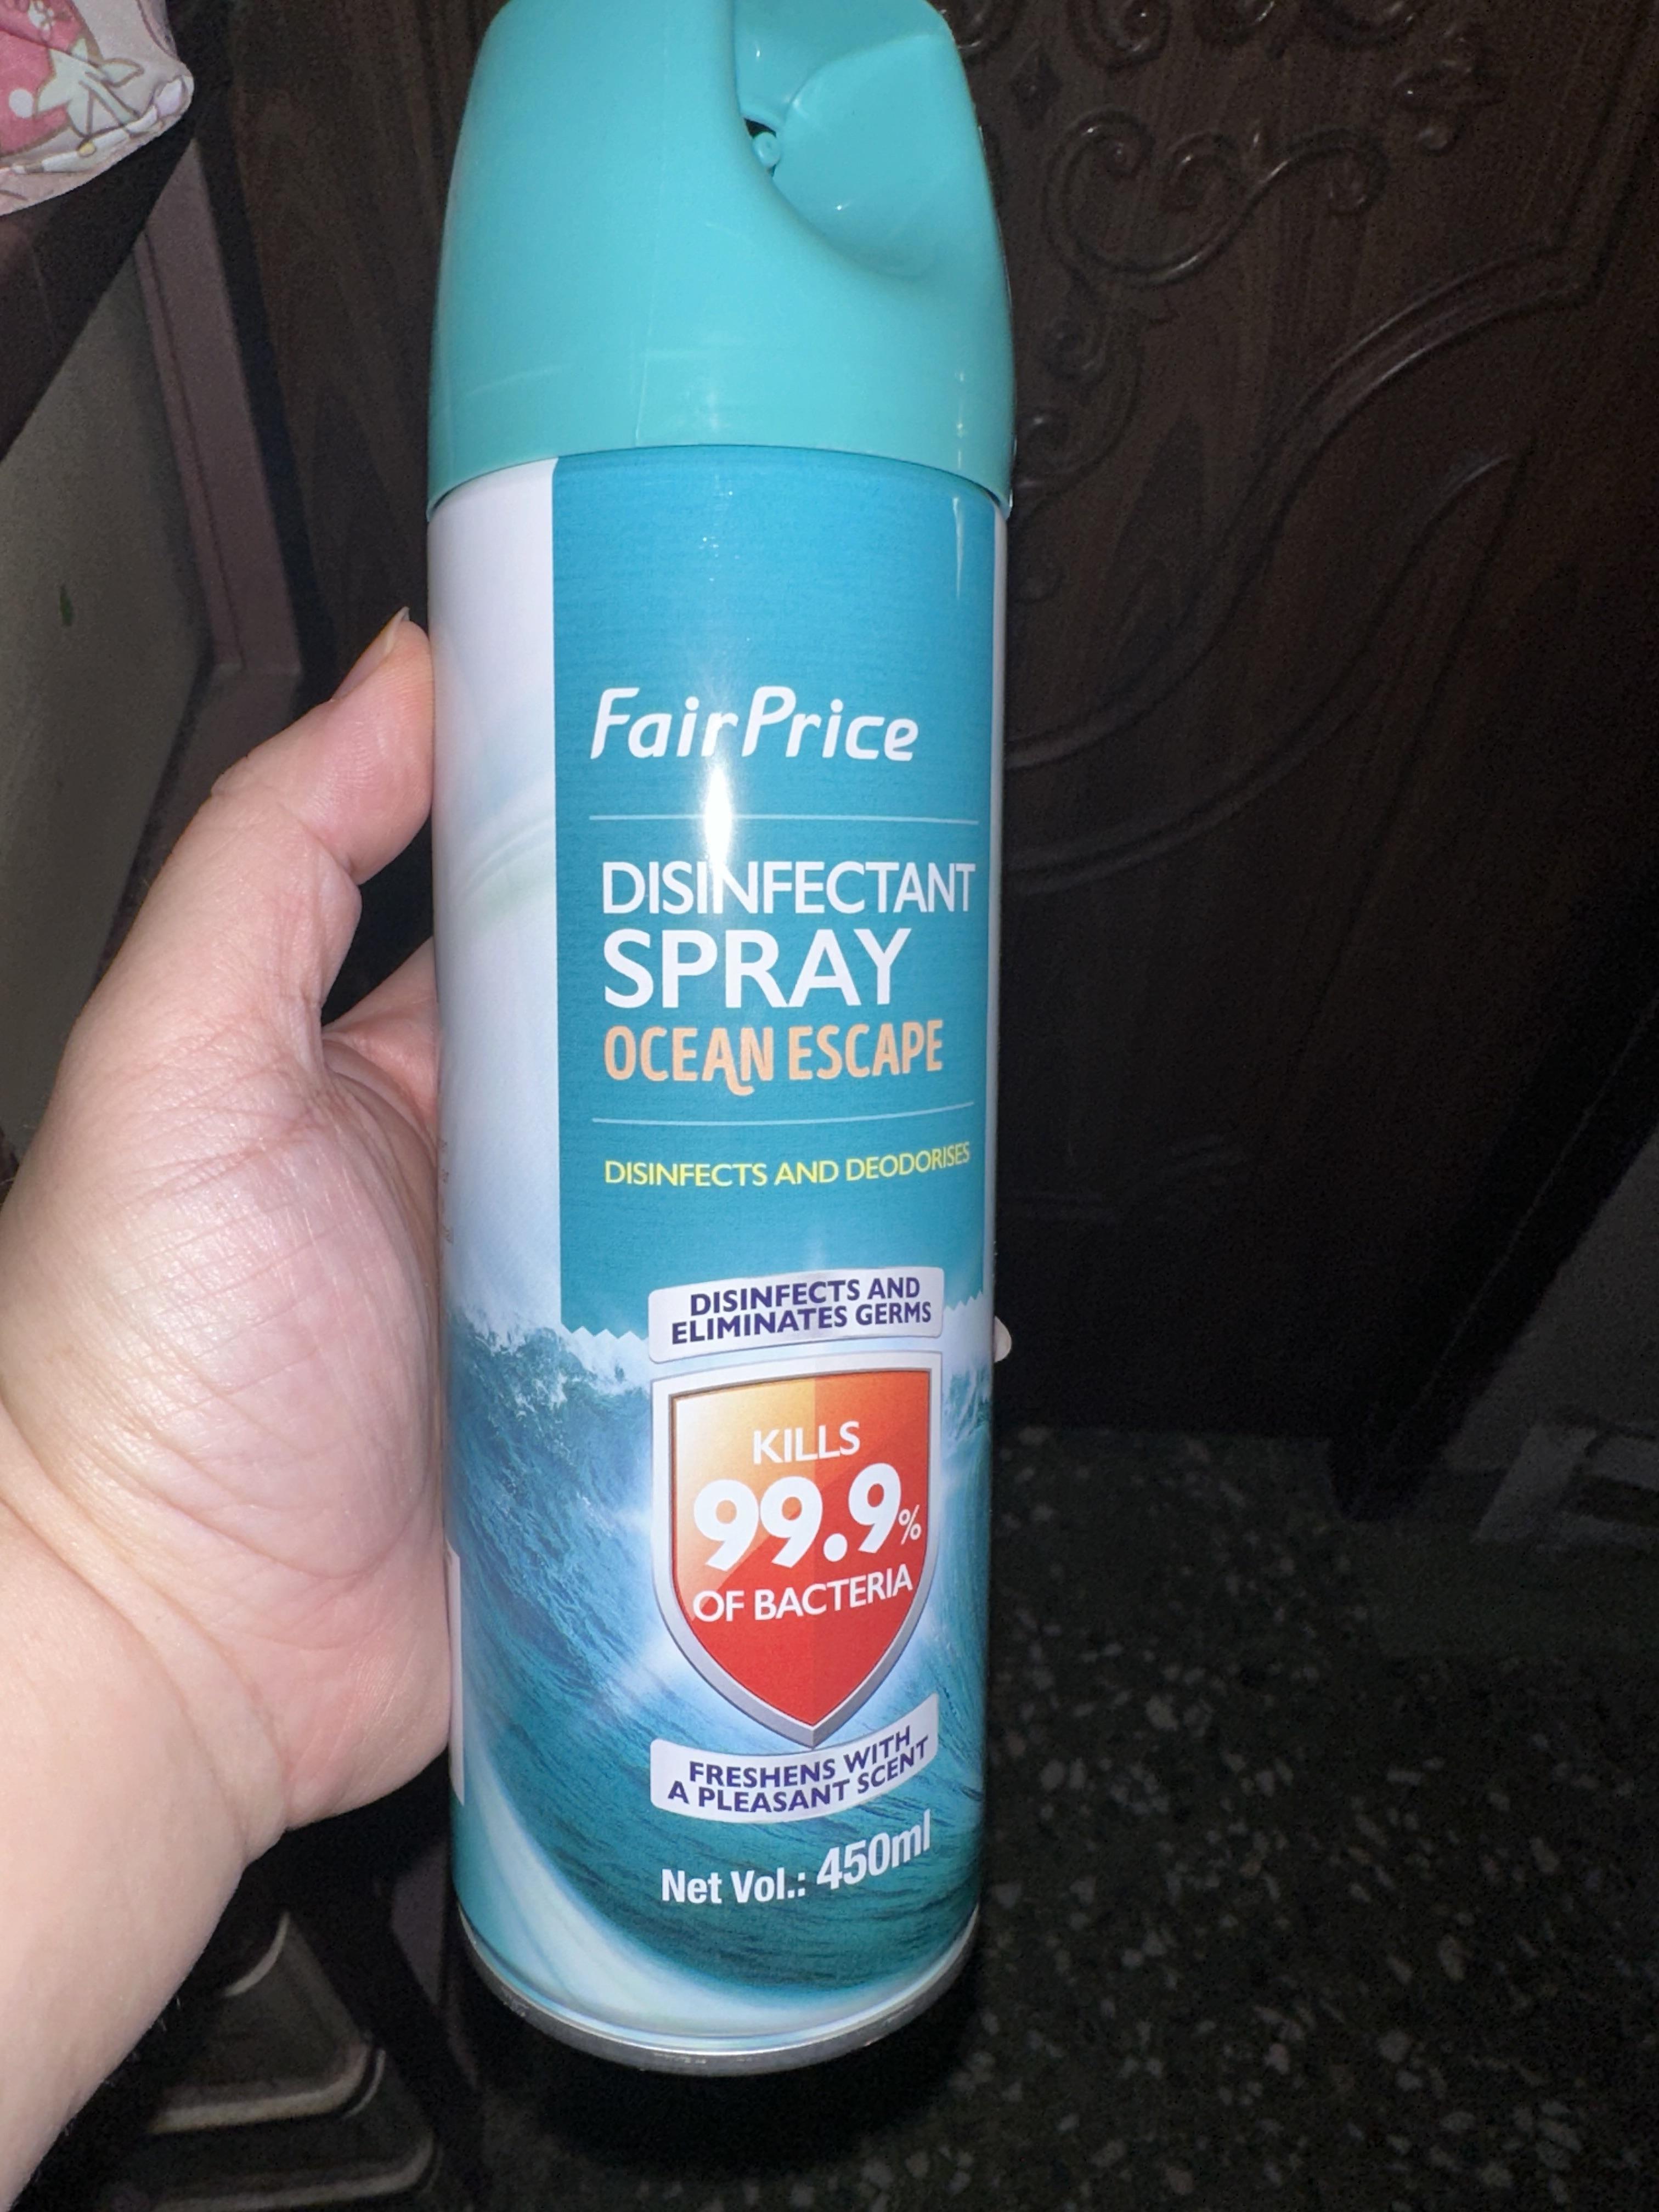 FairPrice
DISINFECTANT
SPRAY
OCEAN ESCAPE
DISINFECTS AND DEODORISES
DISINFECTS AND
ELIMINATES GERMS
KILLS
99.9%
OF BACTERIA
FRESHENS WITH
A PLEASANT SCENT
Net Vol.: 450ml